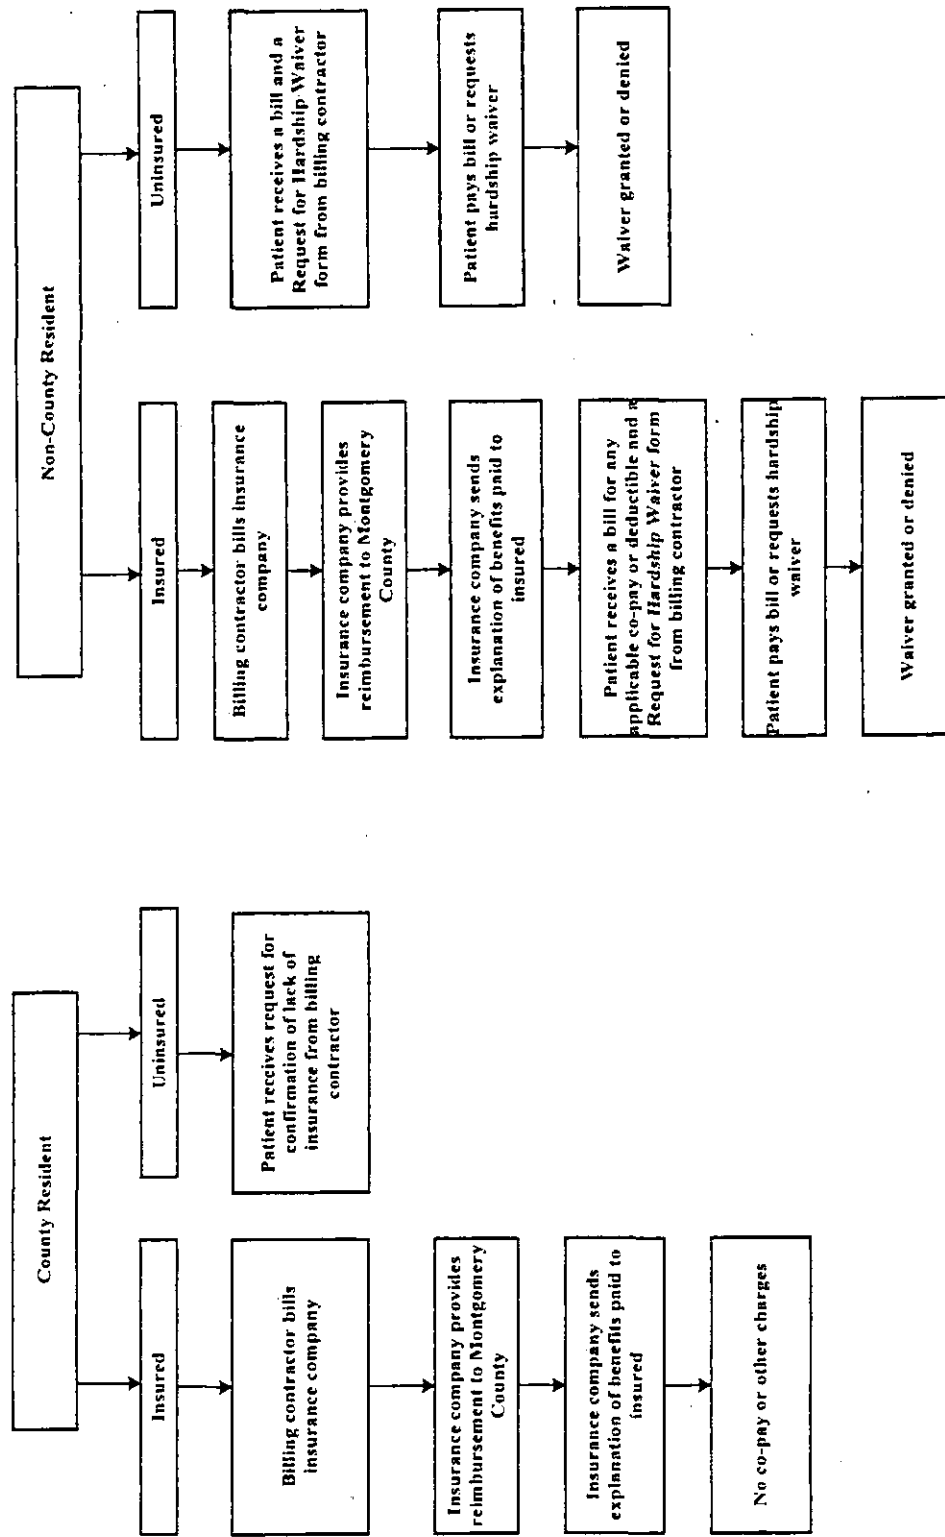 County Resident
Insured
Billing contractor bills
insurance company
Insurance company provides
reimbursement to Montgomery
County
Insurance company sends
explanation of benefits paid to
insured
No co-pay or other charges
Uninsured
Patient receives request for
confirmation of lack of
insurance from billing
contractor
Non-County Resident
Insured
Billing contractor bills insurance
company
Insurance company provides
reimbursement to Montgomery
County
Insurance company sends
explanation of benefits paid to
insured
Patient receives a bill for any
applicable co-pay or deductible and a
Request for Hardship Waiver form
from billing contractor
Patient pays bill or requests hardship
waiver
Waiver granted or denied
Uninsured
Patient receives a bill and a
Request for Hardship Waiver
form from billing contractor
Patient pays bill or requests
hardship waiver
Waiver granted or denied